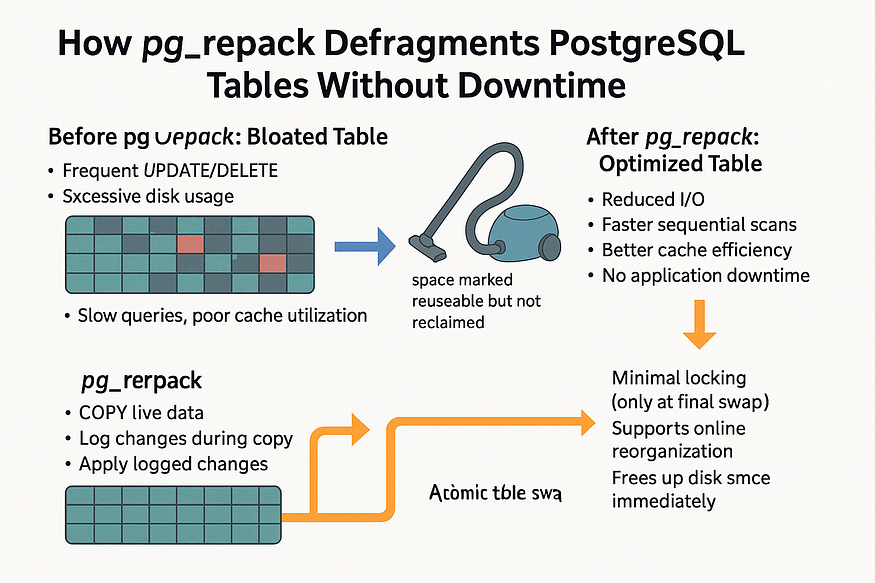 How pg_repack Defragments PostgreSQL
Tables Without Downtime
Before pg ᴗepack: Bloated Table
• Frequent UPDATE/DELETE
• Sxcessive disk usage
• Slow queries, poor cache utilization
space marked
reuseable but not
reclaimed
After pg_repack:
Optimized Table
• Reduced I/O
• Faster sequential scans
• Better cache efficiency
• No application downtime
pg_rerpack
• COPY live data
• Log changes during copy
• Apply logged changes
Atomic tble swa
Minimal locking
(only at final swap)
Supports online
reorganization
Frees up disk smce
immediately